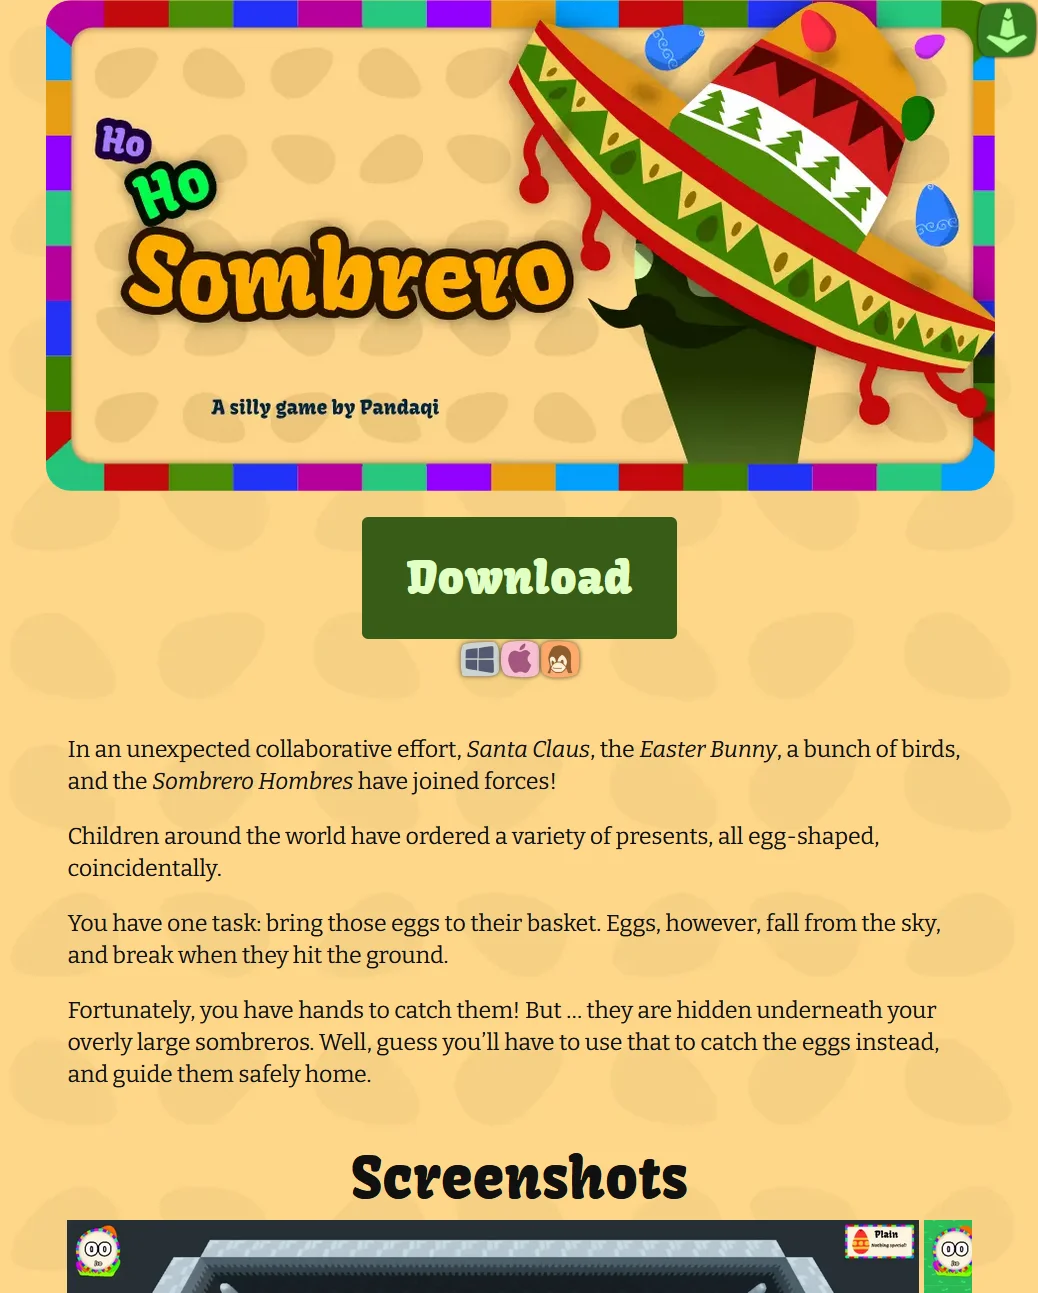 Ho
Ho
Sombrero
A silly game by Pandaqi
Download
In an unexpected collaborative effort, Santa Claus, the Easter Bunny, a bunch of birds,
and the Sombrero Hombres have joined forces!
Children around the world have ordered a variety of presents, all egg-shaped,
coincidentally.
You have one task: bring those eggs to their basket. Eggs, however, fall from the sky,
and break when they hit the ground.
Fortunately, you have hands to catch them! But ... they are hidden underneath your
overly large sombreros. Well, guess you’ll have to use that to catch the eggs instead,
and guide them safely home.
Screenshots
Plain
Nothing special!